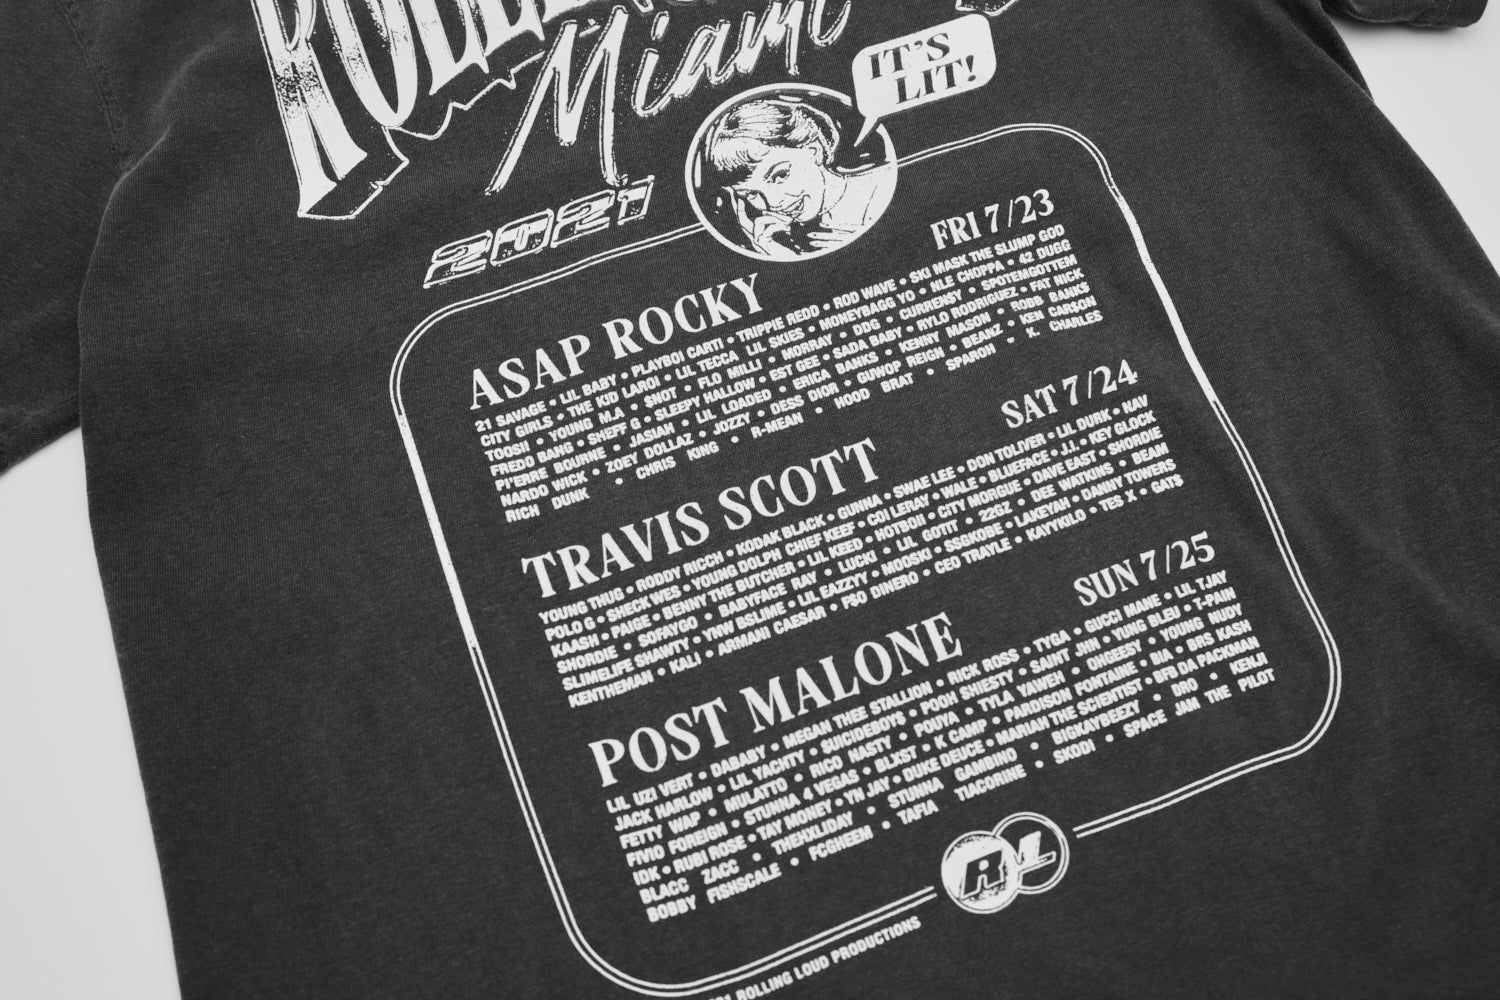 Miami
IT'S
LIT!
2021
FRI 7/23
ASAP ROCKY
21 SAVAGE • LIL BABY • PLAYBOI CARTI • TRIPPIE REDD • ROD WAVE • SKI MASK THE SLUMP GOD
CITY GIRLS • THE KID LAROI • LIL TECCA LIL SKIES • MONEYBAGG YO • NLE CHOPPA • 42 DUGG
TOOSII • YOUNG M.A • $NOT • FLO MILLI • MORRAY • DDG • CURREN$Y • SPOTEMGOTTEM
FREDO BANG • SHEFF G • SLEEPY HALLOW • EST GEE • SADA BABY • RYLO RODRIGUEZ • FAT NICK
PI'ERRE BOURNE • JASIAH • LIL LOADED • ERICA BANKS • KENNY MASON • ROBB BANKS
NARDO WICK • ZOEY DOLLAZ • JOZZY • DESS DIOR • GUWOP REIGN • BEANZ • KEN CARSON
RICH DUNK • CHRIS KING • R-MEAN • HOOD BRAT • SPAROH • K. CHARLES
SAT 7/24
TRAVIS SCOTT
YOUNG THUG • RODDY RICCH • KODAK BLACK • GUNNA • SWAE LEE • DON TOLIVER • LIL DURK • NAV
POLO G • SHECK WES • YOUNG DOLPH CHIEF KEEF • COI LERAY • WALE • BLUEFACE • J.I. • KEY GLOCK
KAASH • PAIGE • BENNY THE BUTCHER • LIL KEED • HOTBOII • CITY MORGUE • DAVE EAST • SHORDIE
SHORDIE • SOFAYGO • BABYFACE RAY • LUCKI • LIL GOTIT • 22GZ • DEE WATKINS • BEAM
SLIMELIFE SHAWTY • YNW BSLIME • LIL EAZZYY • MOOSKI • SSGKOBE • LAKEYAH • DANNY TOWERS
KENTHEMAN • KALI • ARMANI CAESAR • F$O DINERO • CEO TRAYLE • KAYYKILO • TES X • GAT$
SUN 7/25
POST MALONE
LIL UZI VERT • DABABY • MEGAN THEE STALLION • RICK ROSS • TYGA • GUCCI MANE • LIL TJAY
JACK HARLOW • LIL YACHTY • $UICIDEBOY$ • POOH SHIESTY • SAINT JHN • YUNG BLEU • T-PAIN
FETTY WAP • MULATTO • RICO NASTY • POUYA • TYLA YAWEH • OHGEESY • YOUNG NUDY
FIVIO FOREIGN • STUNNA 4 VEGAS • BLXST • K CAMP • PARDISON FONTAINE • BIA • BRS KASH
IDK • RUBI ROSE • TAY MONEY • YN JAY • DUKE DEUCE • MARIAH THE SCIENTIST • BFB DA PACKMAN
BLACC ZACC • THEHXLIDAY • STUNNA GAMBINO • BIGKAYBEEZY • DRO • KENJI
BOBBY FISHSCALE • FCGHEEM • TAFIA TIACORINE • SKODI • SPACE JAM THE PILOT
RL
ROLLING LOUD PRODUCTIONS